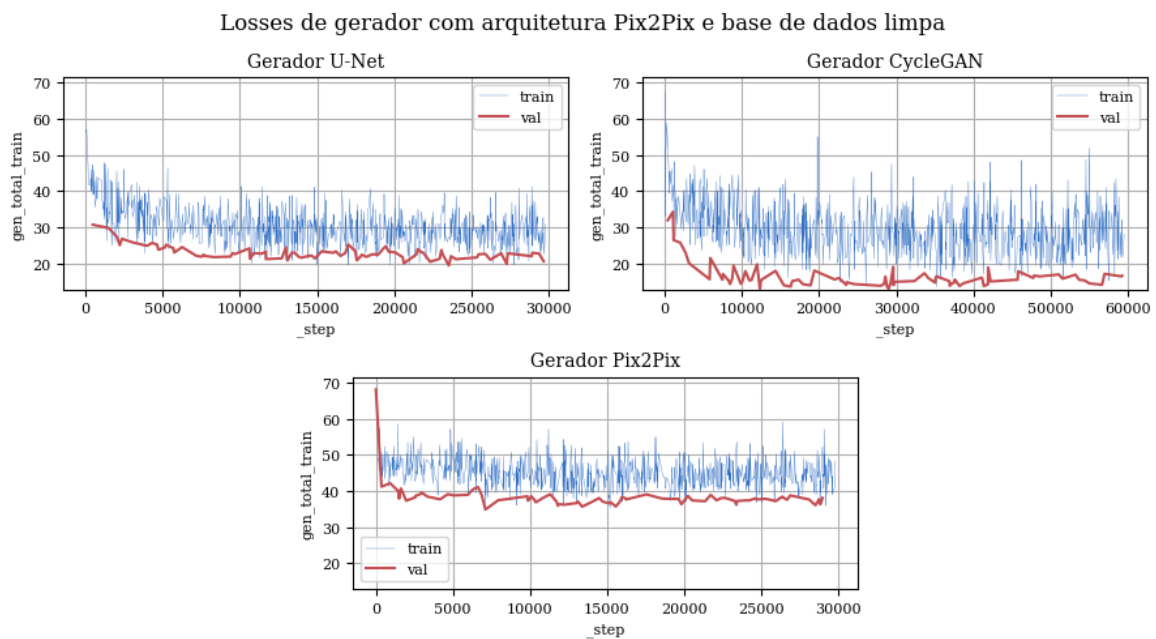 Losses de gerador com arquitetura Pix2Pix e base de dados limpa
Gerador U-Net
70
60
50
40
30
20
gen_total_train
train
val
0 5000 10000 15000 20000 25000 30000
_step
Gerador CycleGAN
70
60
50
40
30
20
gen_total_train
train
val
0 10000 20000 30000 40000 50000 60000
_step
Gerador Pix2Pix
70
60
50
40
30
20
gen_total_train
train
val
0 5000 10000 15000 20000 25000 30000
_step